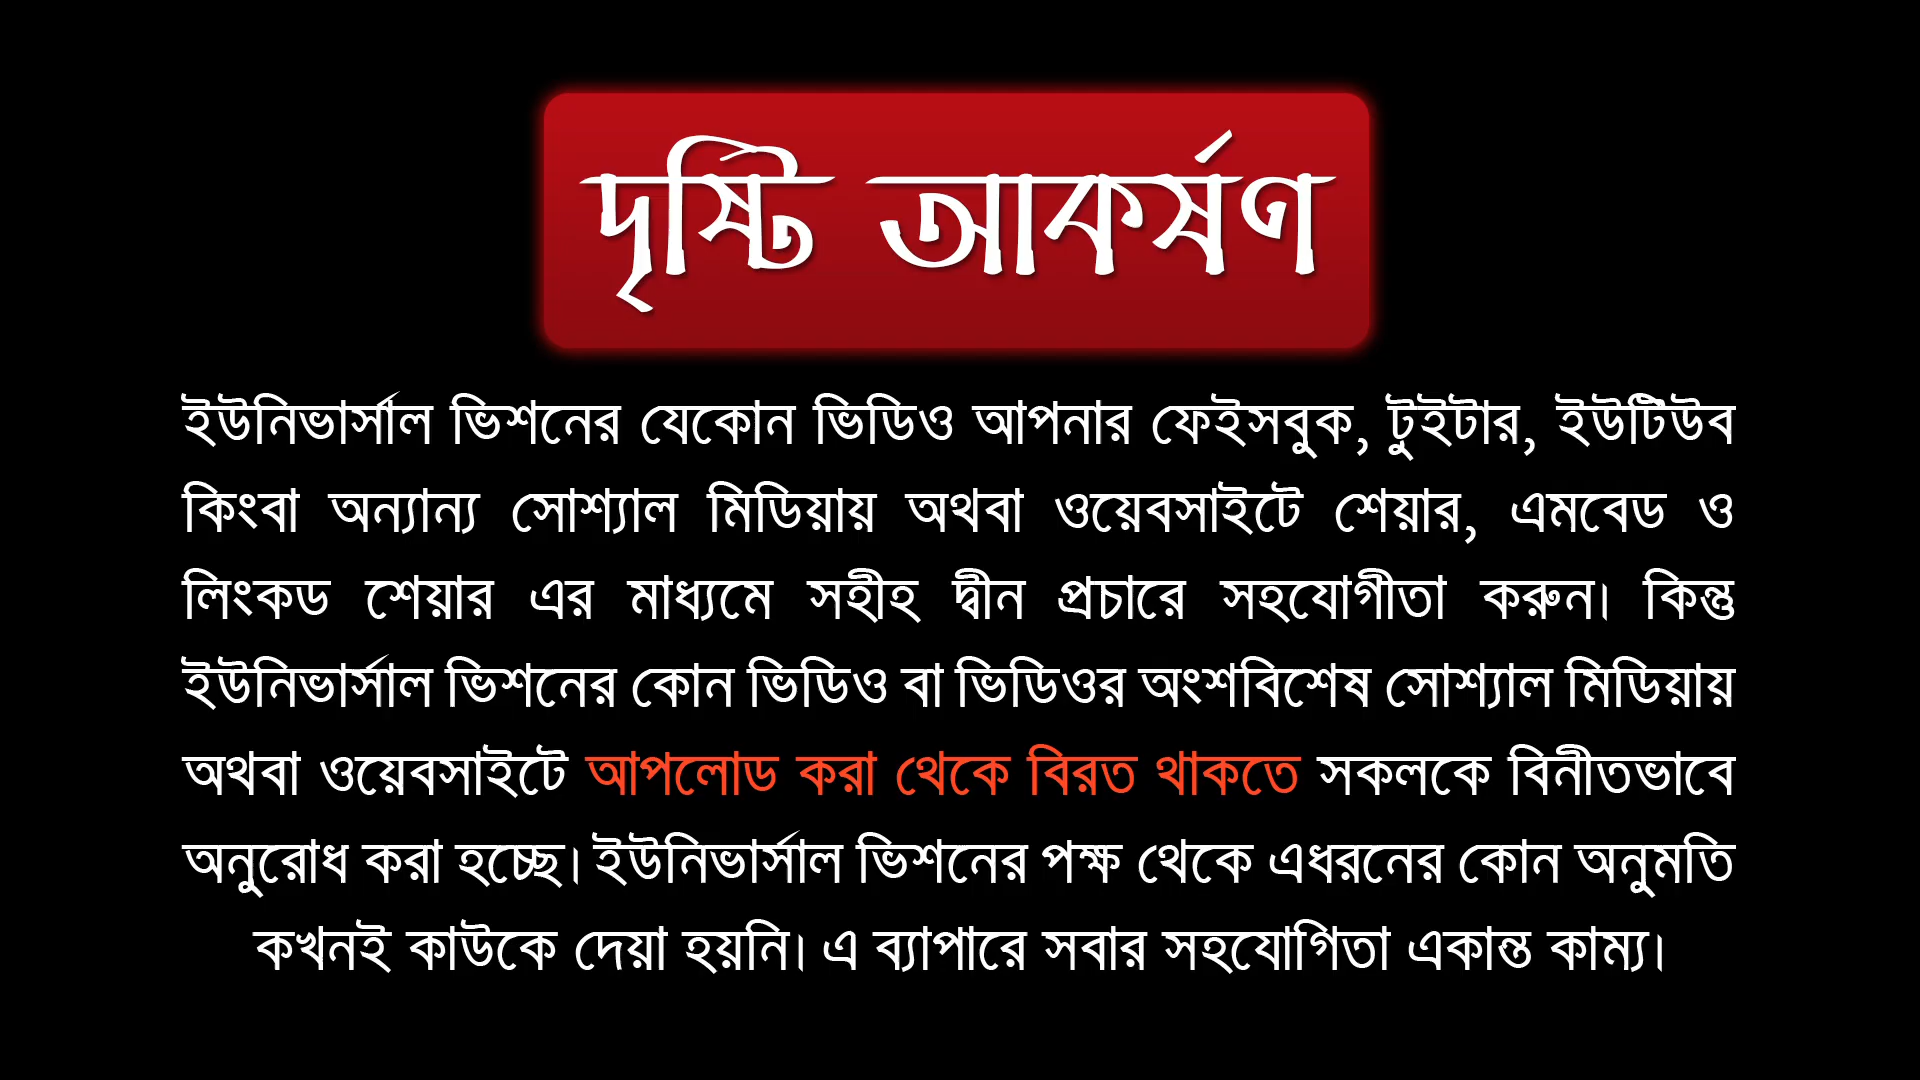 দৃষ্টি আকর্ষণ
ইউনিভার্সাল ভিশনের যেকোন ভিডিও আপনার ফেইসবুক, টুইটার, ইউটিউব
কিংবা অন্যান্য সোশ্যাল মিডিয়ায় অথবা ওয়েবসাইটে শেয়ার, এমবেড ও
লিংকড শেয়ার এর মাধ্যমে সহীহ দ্বীন প্রচারে সহযোগীতা করুন। কিন্তু
ইউনিভার্সাল ভিশনের কোন ভিডিও বা ভিডিওর অংশবিশেষ সোশ্যাল মিডিয়ায়
অথবা ওয়েবসাইটে আপলোড করা থেকে বিরত থাকতে সকলকে বিনীতভাবে
অনুরোধ করা হচ্ছে। ইউনিভার্সাল ভিশনের পক্ষ থেকে এধরনের কোন অনুমতি
কখনই কাউকে দেয়া হয়নি। এ ব্যাপারে সবার সহযোগিতা একান্ত কাম্য।